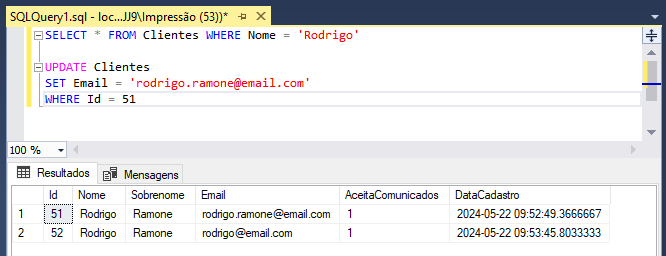 SQLQuery1.sql - loc...JJ9\Impressão (53))*
SELECT * FROM Clientes WHERE Nome = 'Rodrigo'
UPDATE Clientes
SET Email = 'rodrigo.ramone@email.com'
WHERE Id = 51
100 %
Resultados Mensagens
Id Nome Sobrenome Email AceitaComunicados DataCadastro
1 51 Rodrigo Ramone rodrigo.ramone@email.com 1 2024-05-22 09:52:49.3666667
2 52 Rodrigo Ramone rodrigo@email.com 1 2024-05-22 09:53:45.8033333